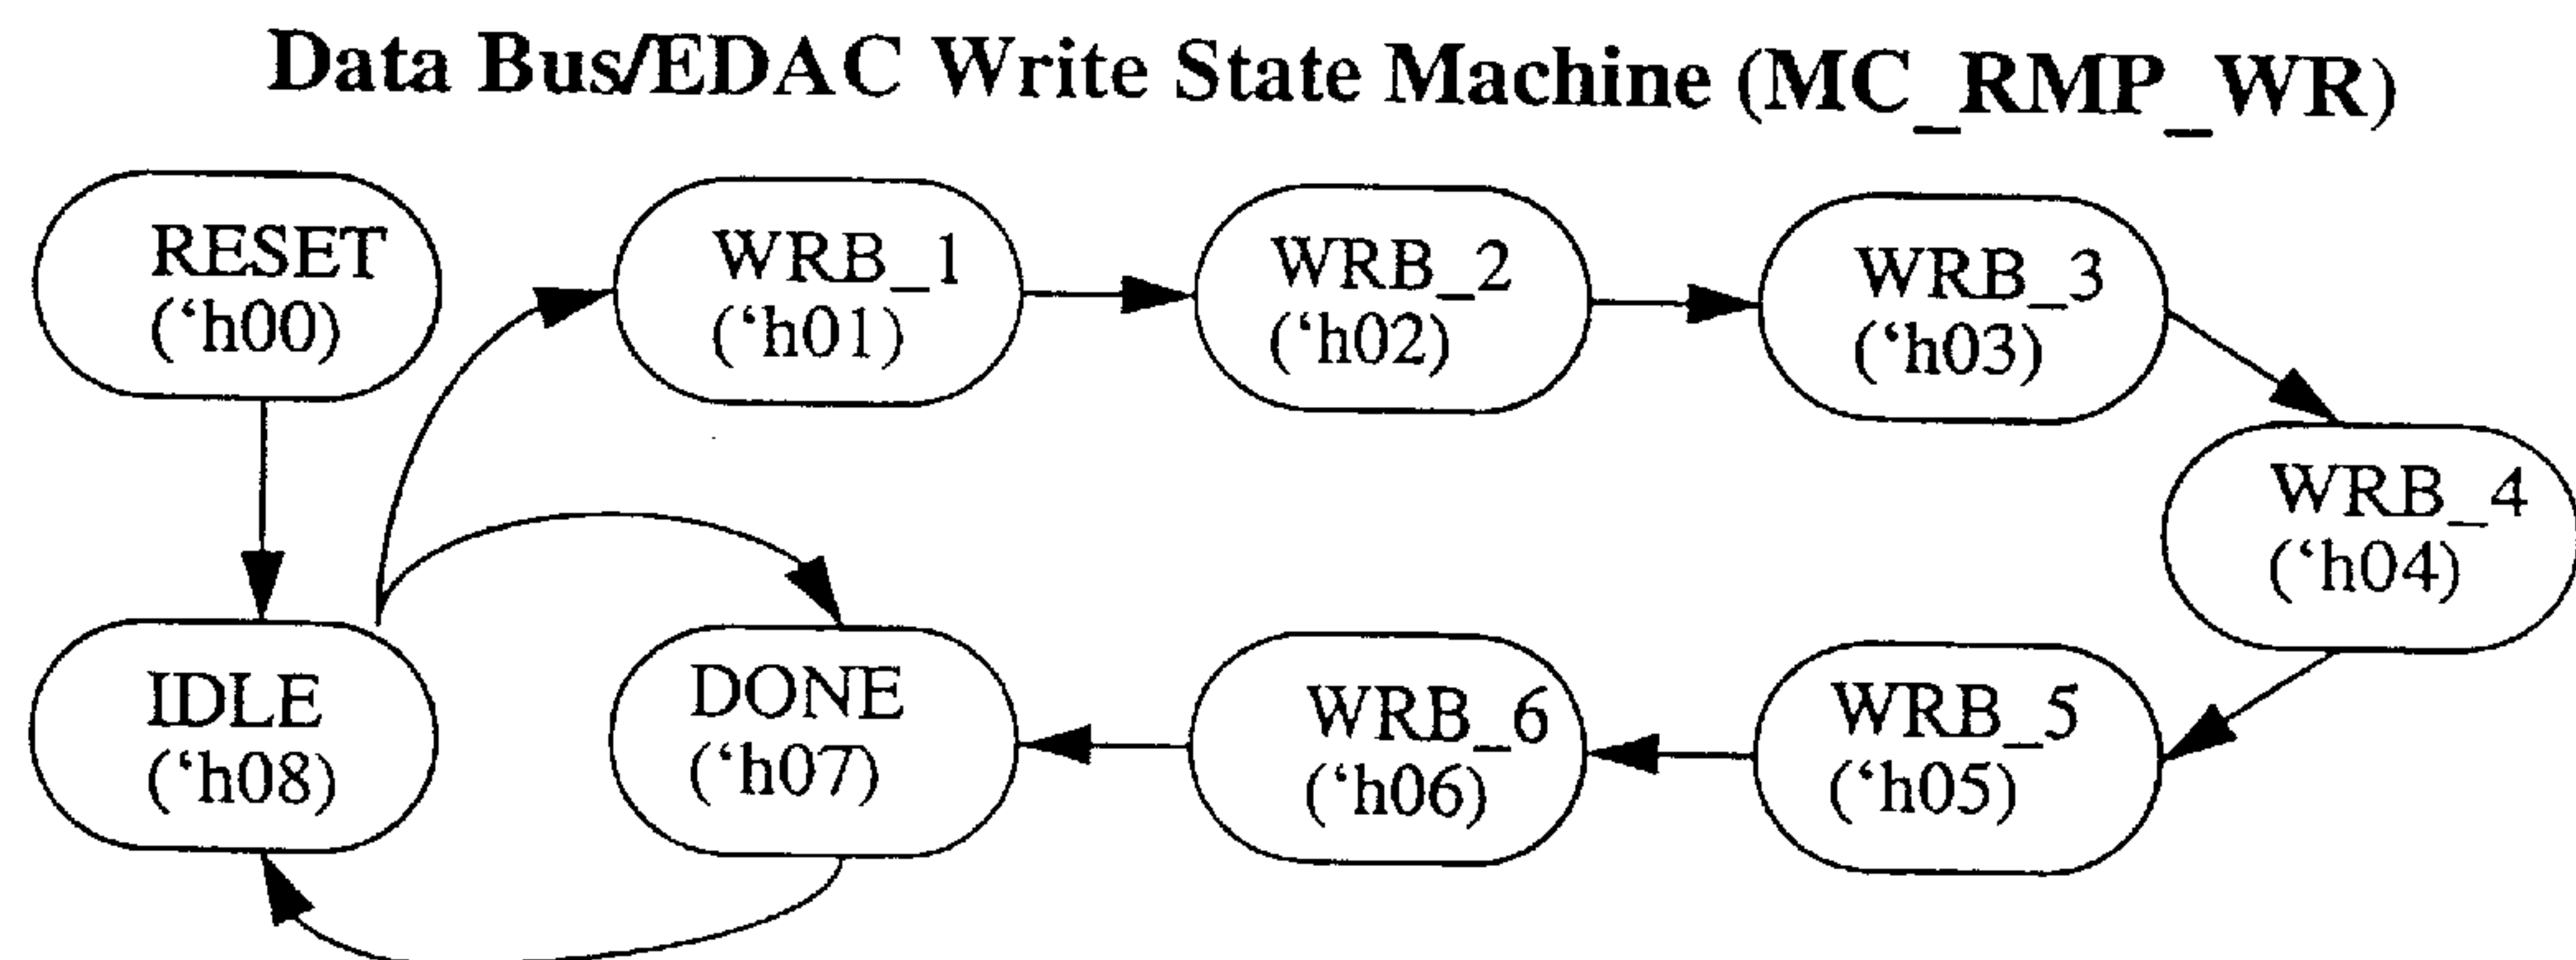 Data Bus/EDAC Write State Machine (MC_RMP_WR)
RESET
(‘h00)
WRB_1
(‘h01)
WRB_2
(‘h02)
WRB_3
(‘h03)
WRB_4
(‘h04)
IDLE
(‘h08)
DONE
(‘h07)
WRB_6
(‘h06)
WRB_5
(‘h05)